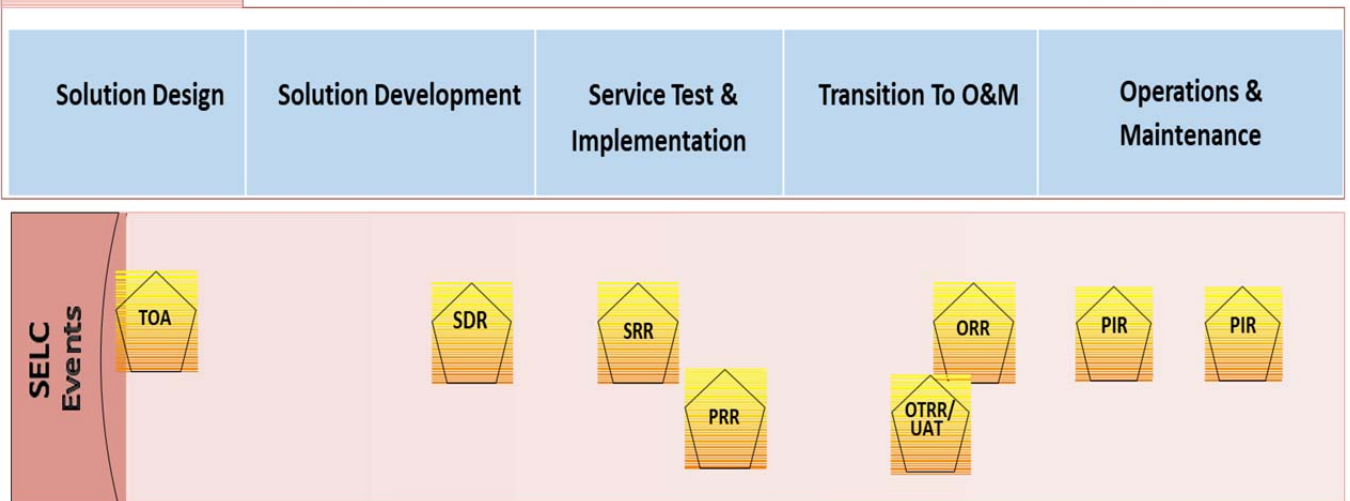 Solution Design
Solution Development
Service Test &
Implementation
Transition To O&M
Operations &
Maintenance
SELC
Events
TOA
SDR
SRR
PRR
OTRR/
UAT
ORR
PIR
PIR